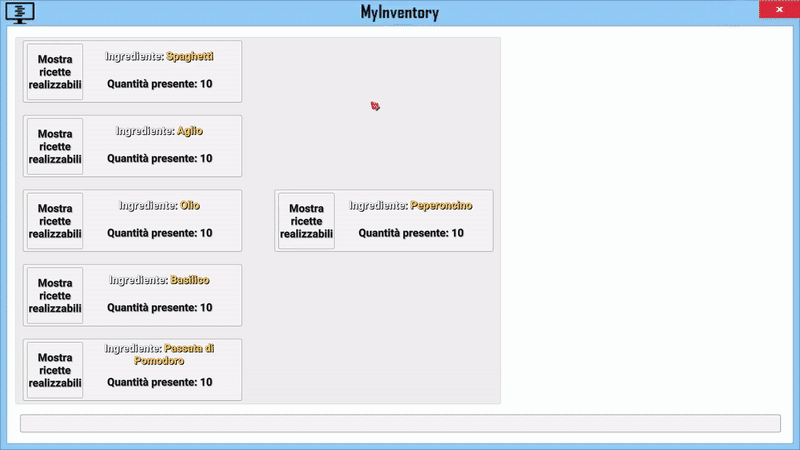 MyInventory
Mostra
ricette
realizzabili
Ingrediente: Spaghetti
Quantità presente: 10
Mostra
ricette
realizzabili
Ingrediente: Aglio
Quantità presente: 10
Mostra
ricette
realizzabili
Ingrediente: Olio
Quantità presente: 10
Mostra
ricette
realizzabili
Ingrediente: Peperoncino
Quantità presente: 10
Mostra
ricette
realizzabili
Ingrediente: Basilico
Quantità presente: 10
Mostra
ricette
realizzabili
Ingrediente: Passata di
Pomodoro
Quantità presente: 10